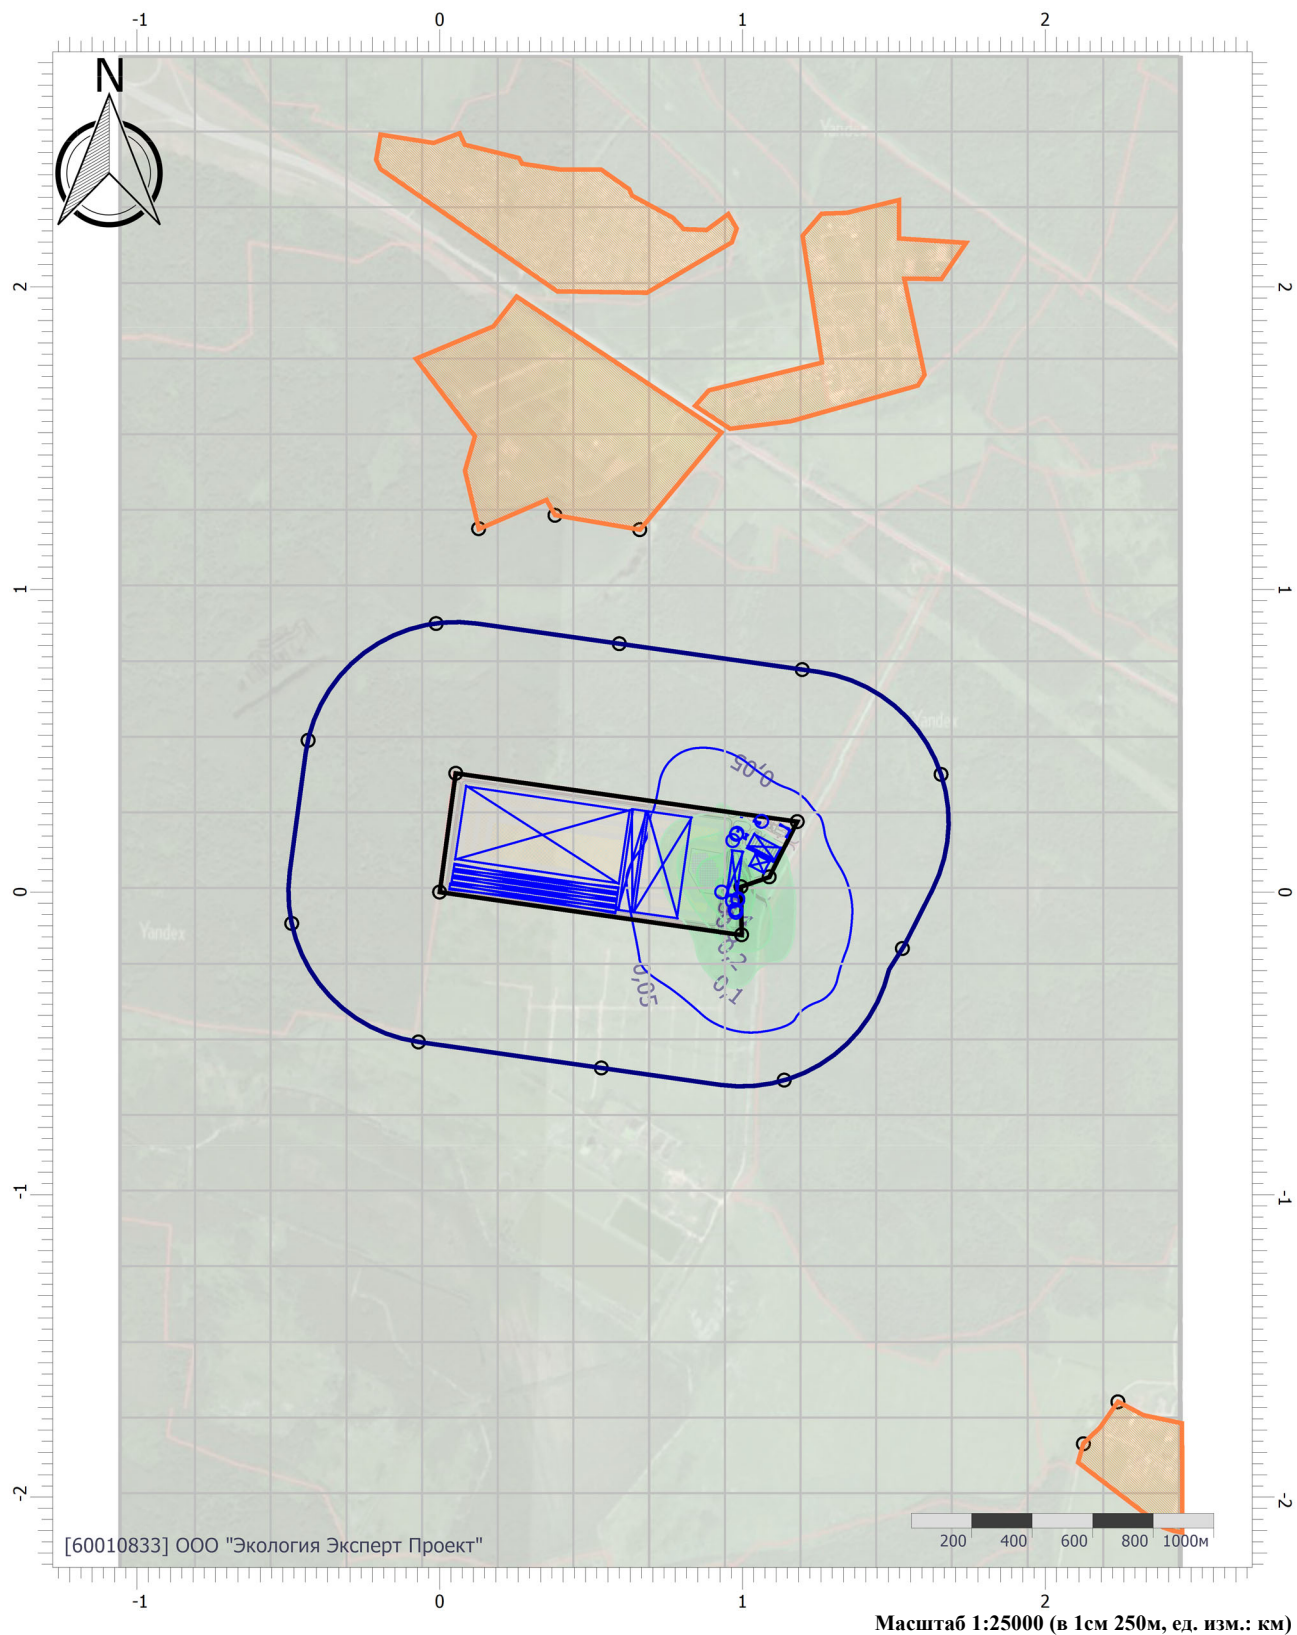 -1 0 1 2
N
Yandex
2 2
1 1
Yandex
0,05
0 0
Yandex
0,2
0,05
0,1
-1 -1
-2 -2
[60010833] ООО "Экология Эксперт Проект"
200 400 600 800 1000м
-1 0 1 2
Масштаб 1:25000 (в 1см 250м, ед. изм.: км)